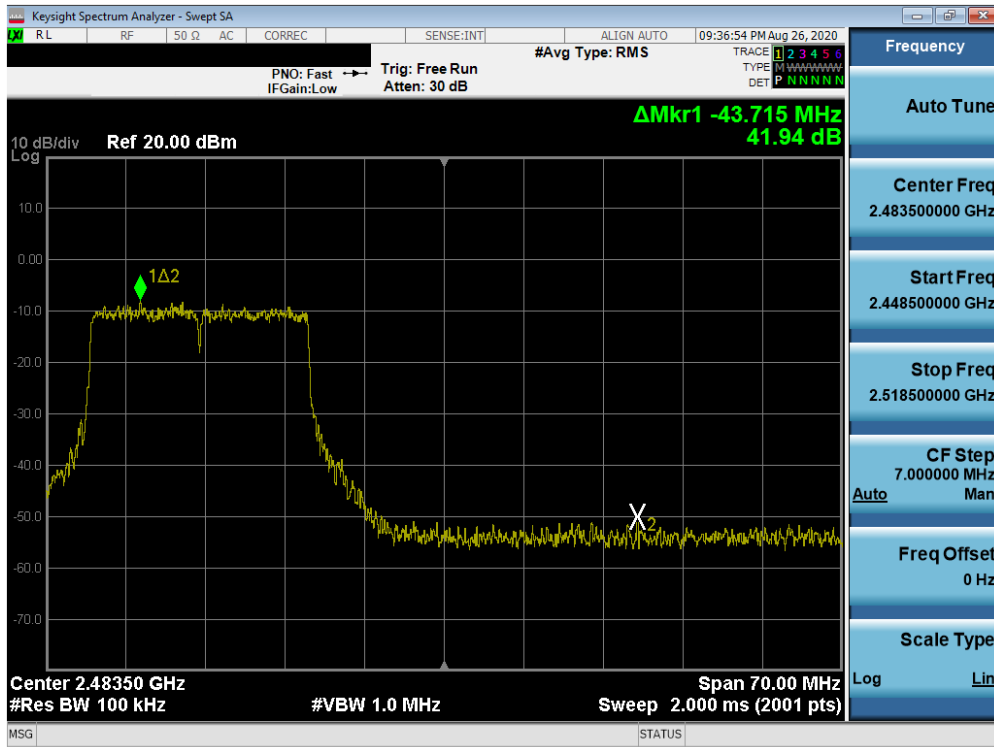 Keysight Spectrum Analyzer - Swept SA
LXI RL RF 50 Ω AC CORREC SENSE:INT ALIGN AUTO 09:36:54 PM Aug 26, 2020
#Avg Type: RMS
TRACE 1 2 3 4 5 6
PNO: Fast Trig: Free Run
TYPE MWWWWW
IFGain:Low Atten: 30 dB
DET P N N N N N
ΔMkr1 -43.715 MHz
41.94 dB
10 dB/div Ref 20.00 dBm
Log
10.0
0.00
1Δ2
-10.0
-20.0
-30.0
-40.0
-50.0
X2
-60.0
-70.0
Center 2.48350 GHz Span 70.00 MHz
#Res BW 100 kHz #VBW 1.0 MHz Sweep 2.000 ms (2001 pts)
MSG STATUS
Frequency
Auto Tune
Center Freq
2.483500000 GHz
Start Freq
2.448500000 GHz
Stop Freq
2.518500000 GHz
CF Step
7.000000 MHz
Auto Man
Freq Offset
0 Hz
Scale Type
Log Lin